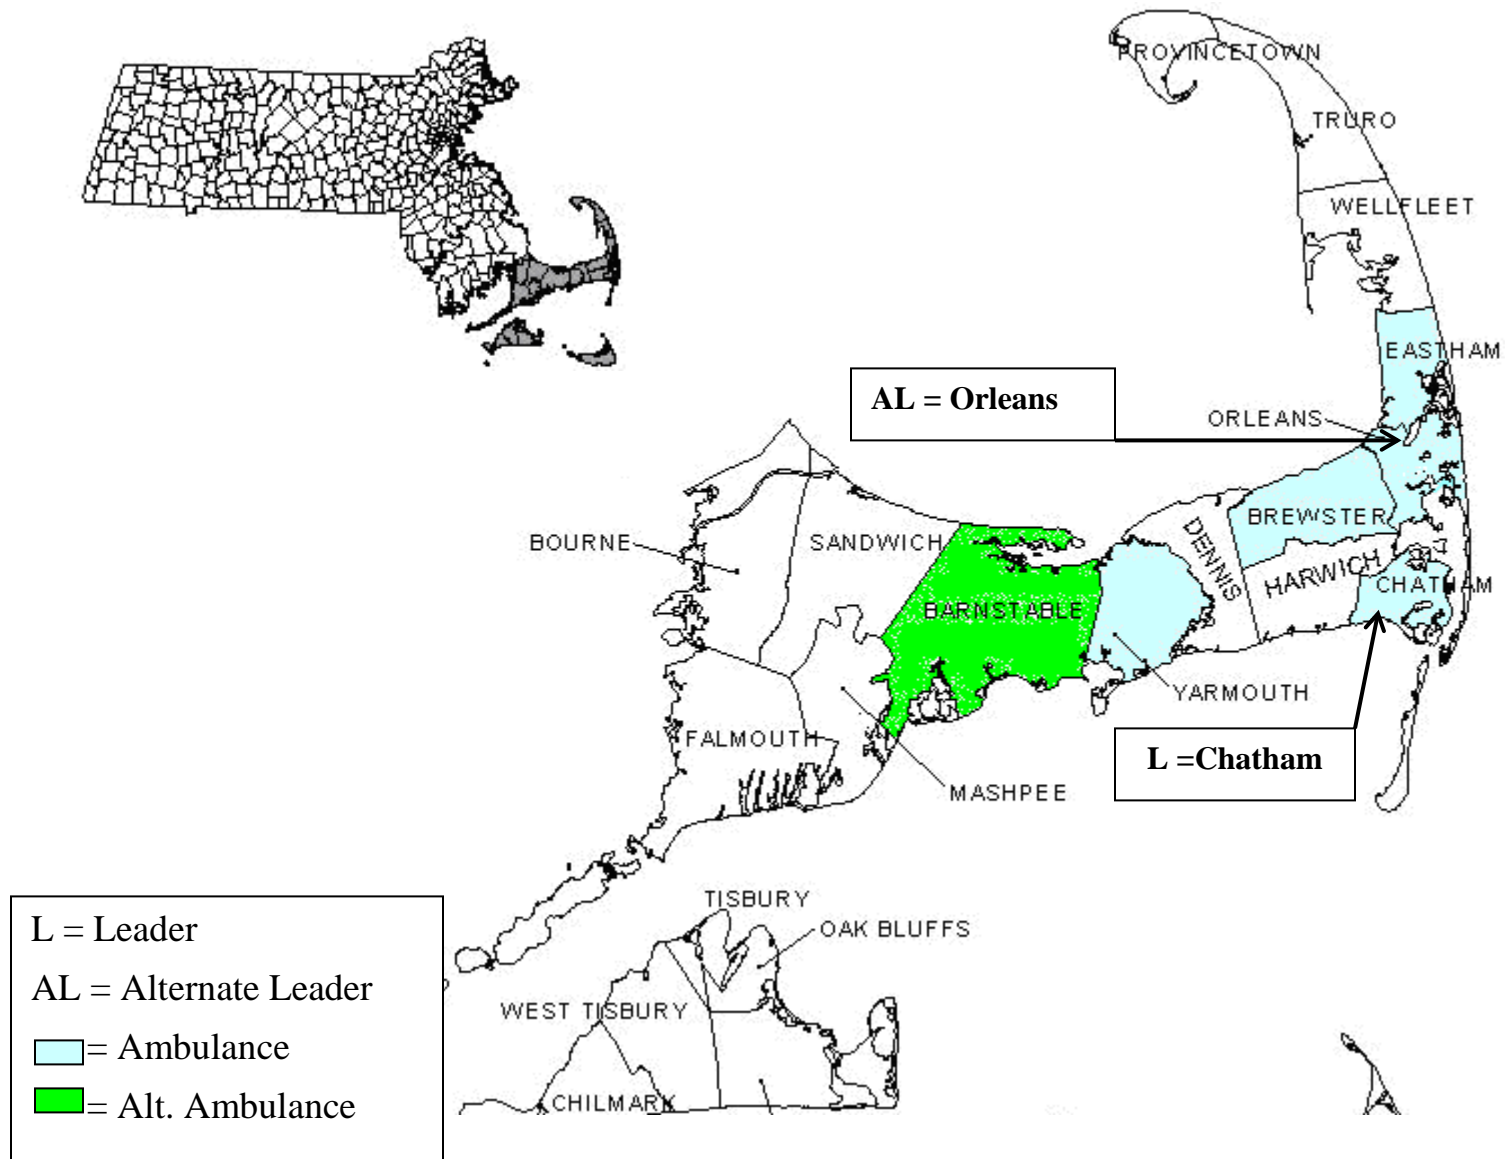 PROVINCETOWN
TRURO
WELLFLEET
EASTHAM
AL = Orleans
ORLEANS
BREWSTER
DENNIS
HARWICH
CHATHAM
BOURNE
SANDWICH
BARNSTABLE
YARMOUTH
L =Chatham
FALMOUTH
MASHPEE
TISBURY
OAK BLUFFS
WEST TISBURY
CHILMARK
L = Leader
AL = Alternate Leader
= Ambulance
= Alt. Ambulance